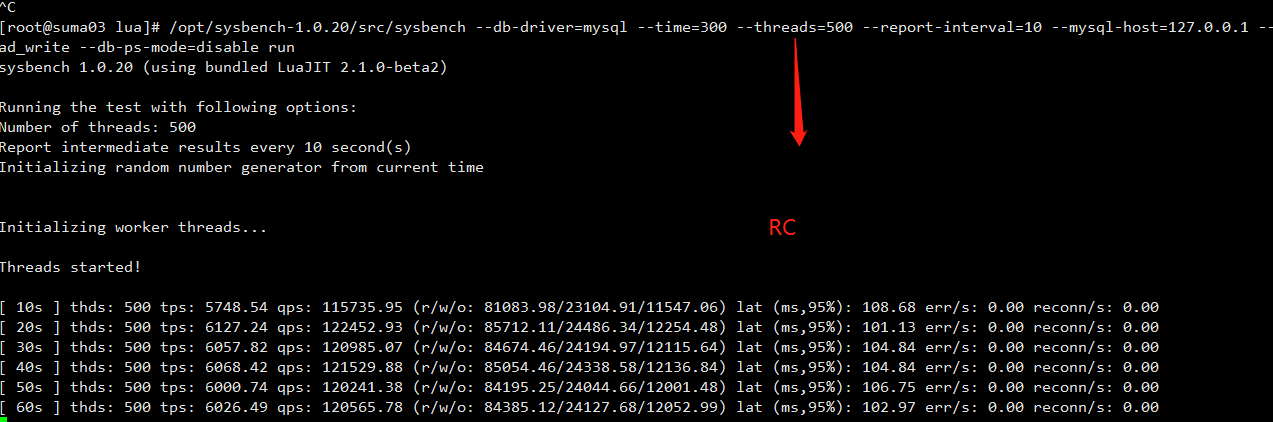 ^C
[root@suma03 lua]# /opt/sysbench-1.0.20/src/sysbench --db-driver=mysql --time=300 --threads=500 --report-interval=10 --mysql-host=127.0.0.1 --
ad_write --db-ps-mode=disable run
sysbench 1.0.20 (using bundled LuaJIT 2.1.0-beta2)
Running the test with following options:
Number of threads: 500
Report intermediate results every 10 second(s)
Initializing random number generator from current time
Initializing worker threads...
RC
Threads started!
[ 10s ] thds: 500 tps: 5748.54 qps: 115735.95 (r/w/o: 81083.98/23104.91/11547.06) lat (ms,95%): 108.68 err/s: 0.00 reconn/s: 0.00
[ 20s ] thds: 500 tps: 6127.24 qps: 122452.93 (r/w/o: 85712.11/24486.34/12254.48) lat (ms,95%): 101.13 err/s: 0.00 reconn/s: 0.00
[ 30s ] thds: 500 tps: 6057.82 qps: 120985.07 (r/w/o: 84674.46/24194.97/12115.64) lat (ms,95%): 104.84 err/s: 0.00 reconn/s: 0.00
[ 40s ] thds: 500 tps: 6068.42 qps: 121529.88 (r/w/o: 85054.46/24338.58/12136.84) lat (ms,95%): 104.84 err/s: 0.00 reconn/s: 0.00
[ 50s ] thds: 500 tps: 6000.74 qps: 120241.38 (r/w/o: 84195.25/24044.66/12001.48) lat (ms,95%): 106.75 err/s: 0.00 reconn/s: 0.00
[ 60s ] thds: 500 tps: 6026.49 qps: 120565.78 (r/w/o: 84385.12/24127.68/12052.99) lat (ms,95%): 102.97 err/s: 0.00 reconn/s: 0.00